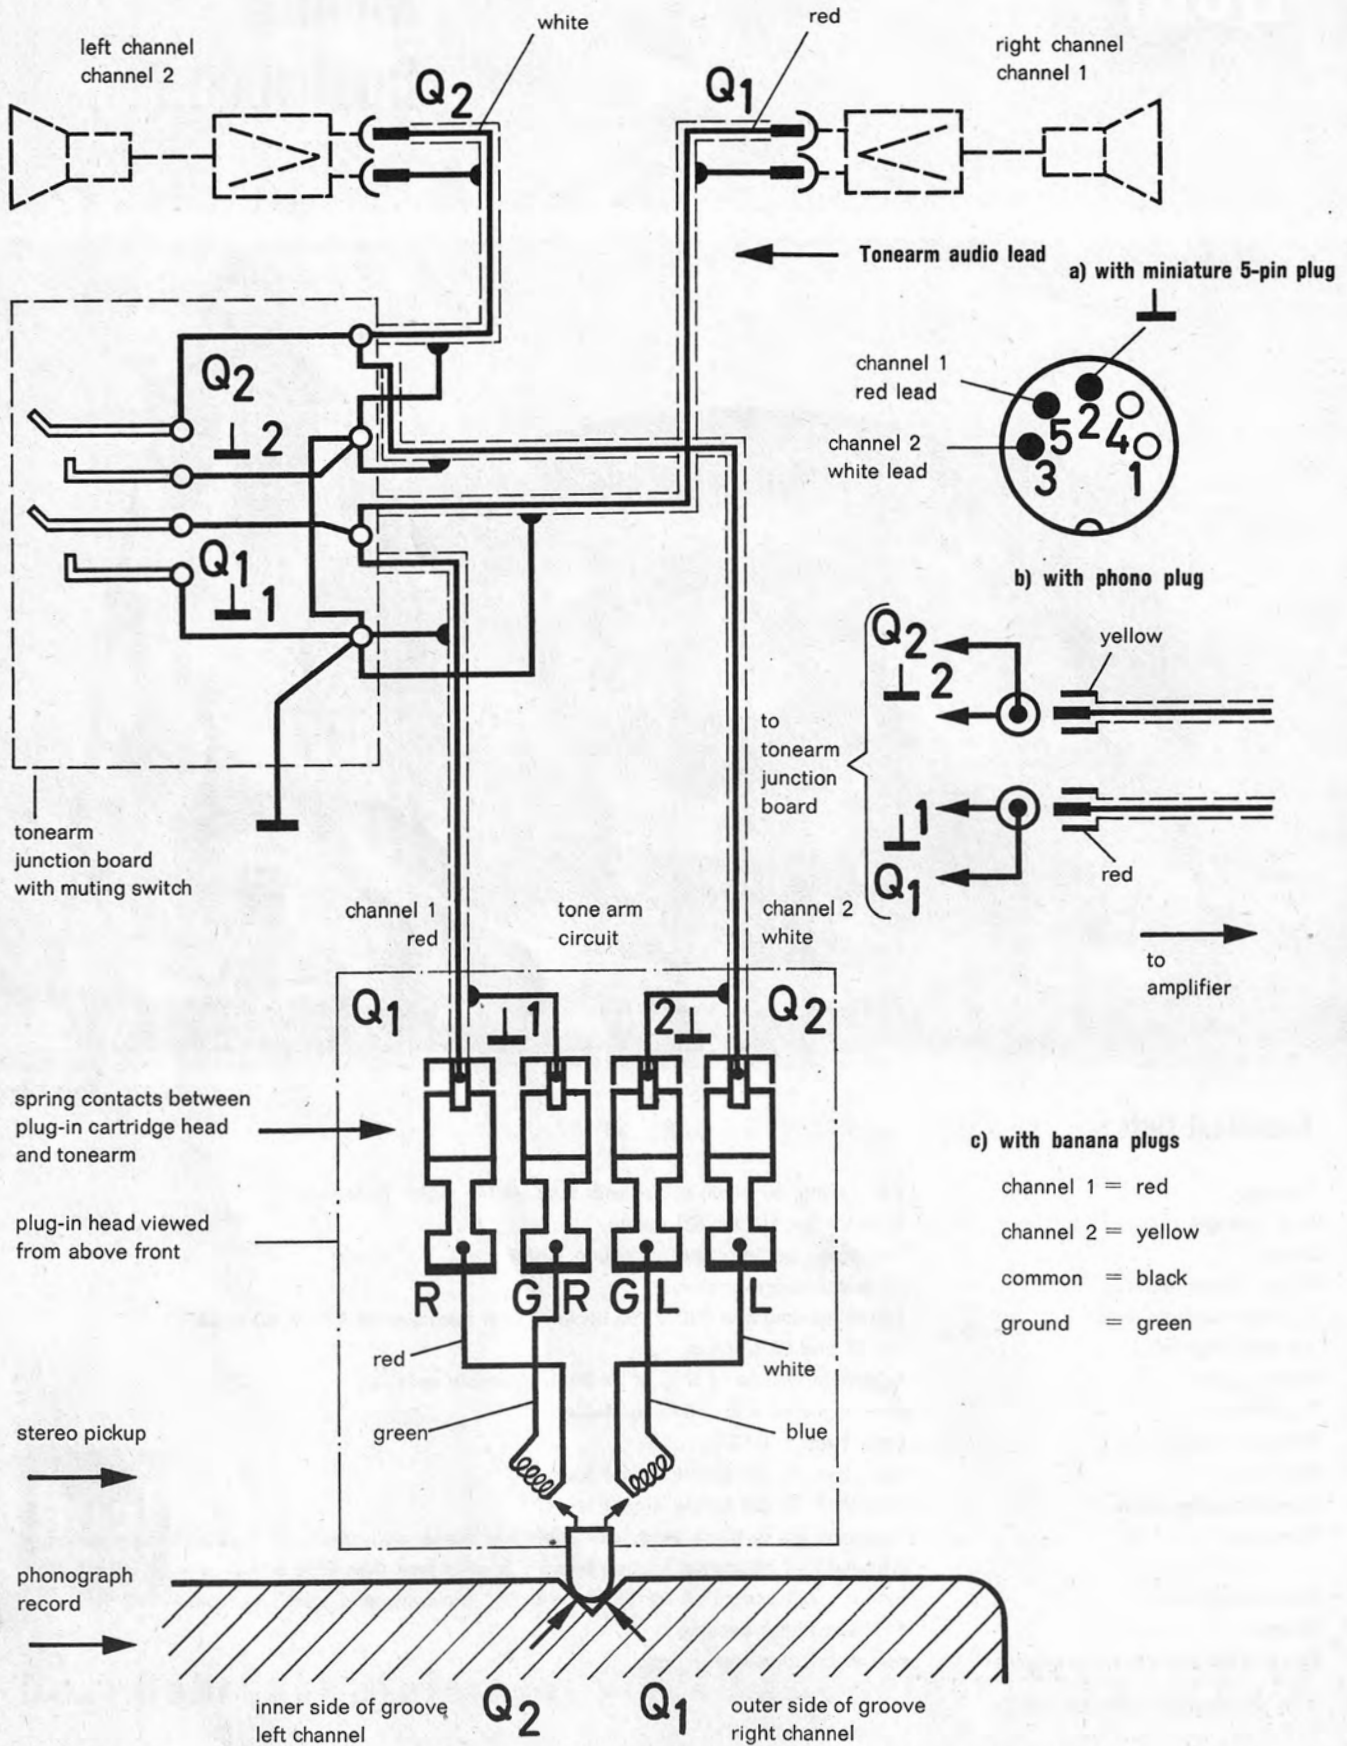 white
red
left channel
channel 2
Q2
Q1
right channel
channel 1
Tonearm audio lead
a) with miniature 5-pin plug
channel 1
red lead
channel 2
white lead
5 2 4
3 1
Q2
2
Q1
1
b) with phono plug
Q2
2
yellow
to
tonearm
junction
board
1
Q1
red
to
amplifier
tonearm
junction board
with muting switch
channel 1
red
tone arm
circuit
channel 2
white
Q1
1
2
Q2
spring contacts between
plug-in cartridge head
and tonearm
plug-in head viewed
from above front
R G R G L L
red
white
green
blue
c) with banana plugs
channel 1 = red
channel 2 = yellow
common = black
ground = green
stereo pickup
phonograph
record
inner side of groove
left channel
Q2
Q1
outer side of groove
right channel